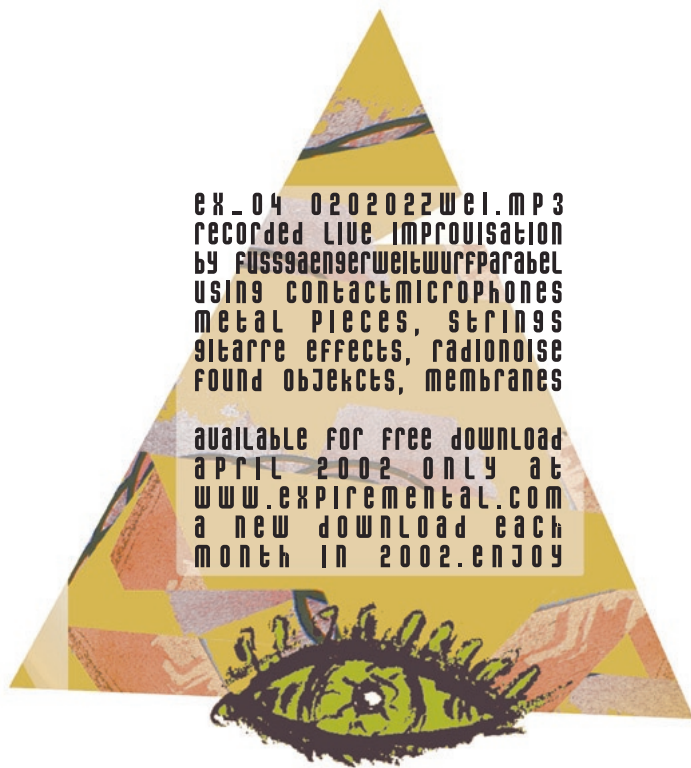 ex_04 020202zwei.mp3
recorded live improvisation
by fussgaengerweitwurfparabel
using contactmicrophones
metal pieces, strings
gitarre effects, radionoise
found objekcts, membranes
available for free download
april 2002 only at
www.expiremental.com
a new download each
month in 2002.enjoy